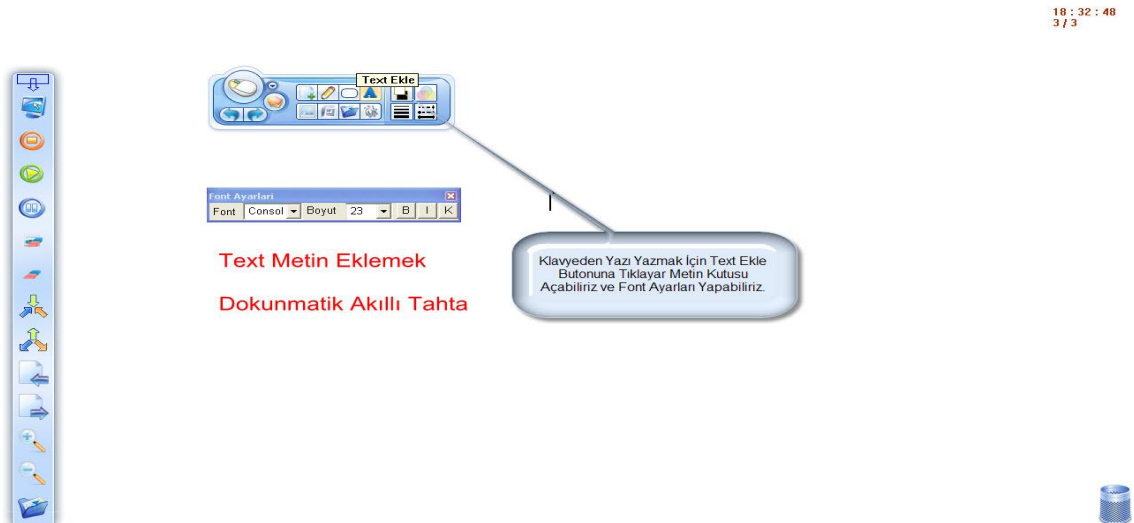 18 : 32 : 48
3 / 3
Text Ekle
Font Ayarlari
Font Consol Boyut 23 B I K
Text Metin Eklemek
Dokunmatik Akıllı Tahta
Klavyeden Yazı Yazmak İçin Text Ekle
Butonuna Tıklayar Metin Kutusu
Açabiliriz ve Font Ayarları Yapabiliriz.